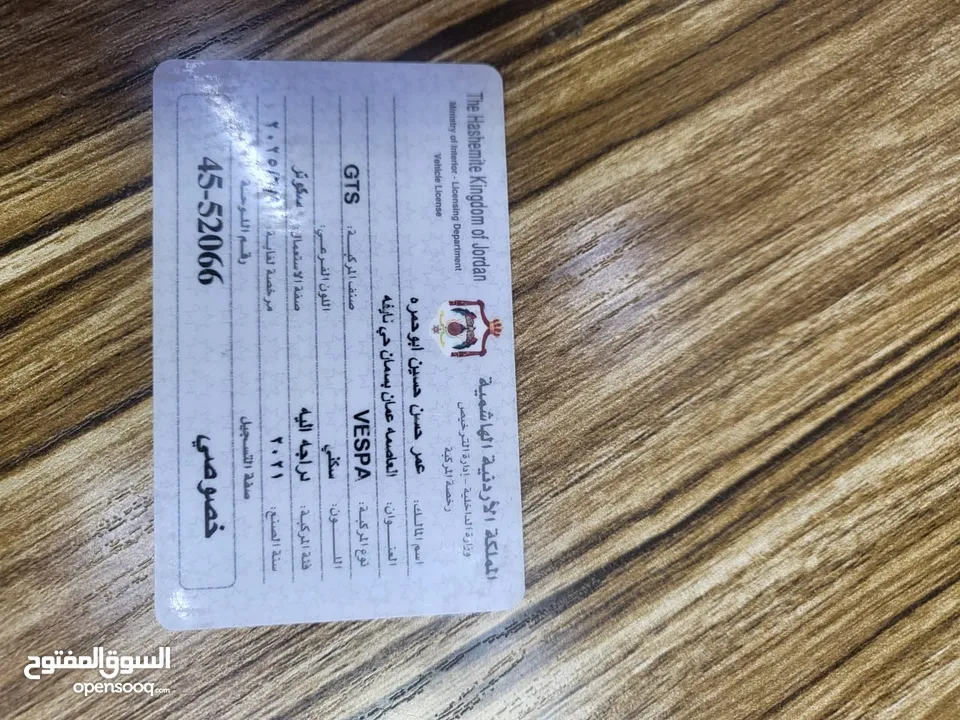 The Hashemite Kingdom of Jordan
Ministry of Interior - Licensing Department
Vehicle License
المملكة الأردنية الهاشمية
وزارة الداخلية - إدارة الترخيص
رخصة المركبة
اسم المالك: عمر حسن حسين ابوحمره
العنوان: العاصمه عمان بسمان حي نايفه
نوع المركبة: VESPA صنف المركبة: GTS
اللون: سكني اللون الفرعي:
فئة المركبة: لراجه اليه صفة الاستعمال: سكوتر
سنة الصنع: ٢٠٢١ مرخصة لغاية:
صفة التسجيل رقم اللوحة
خصوصي 45-52066
السوق المفتوح
opensooq.com